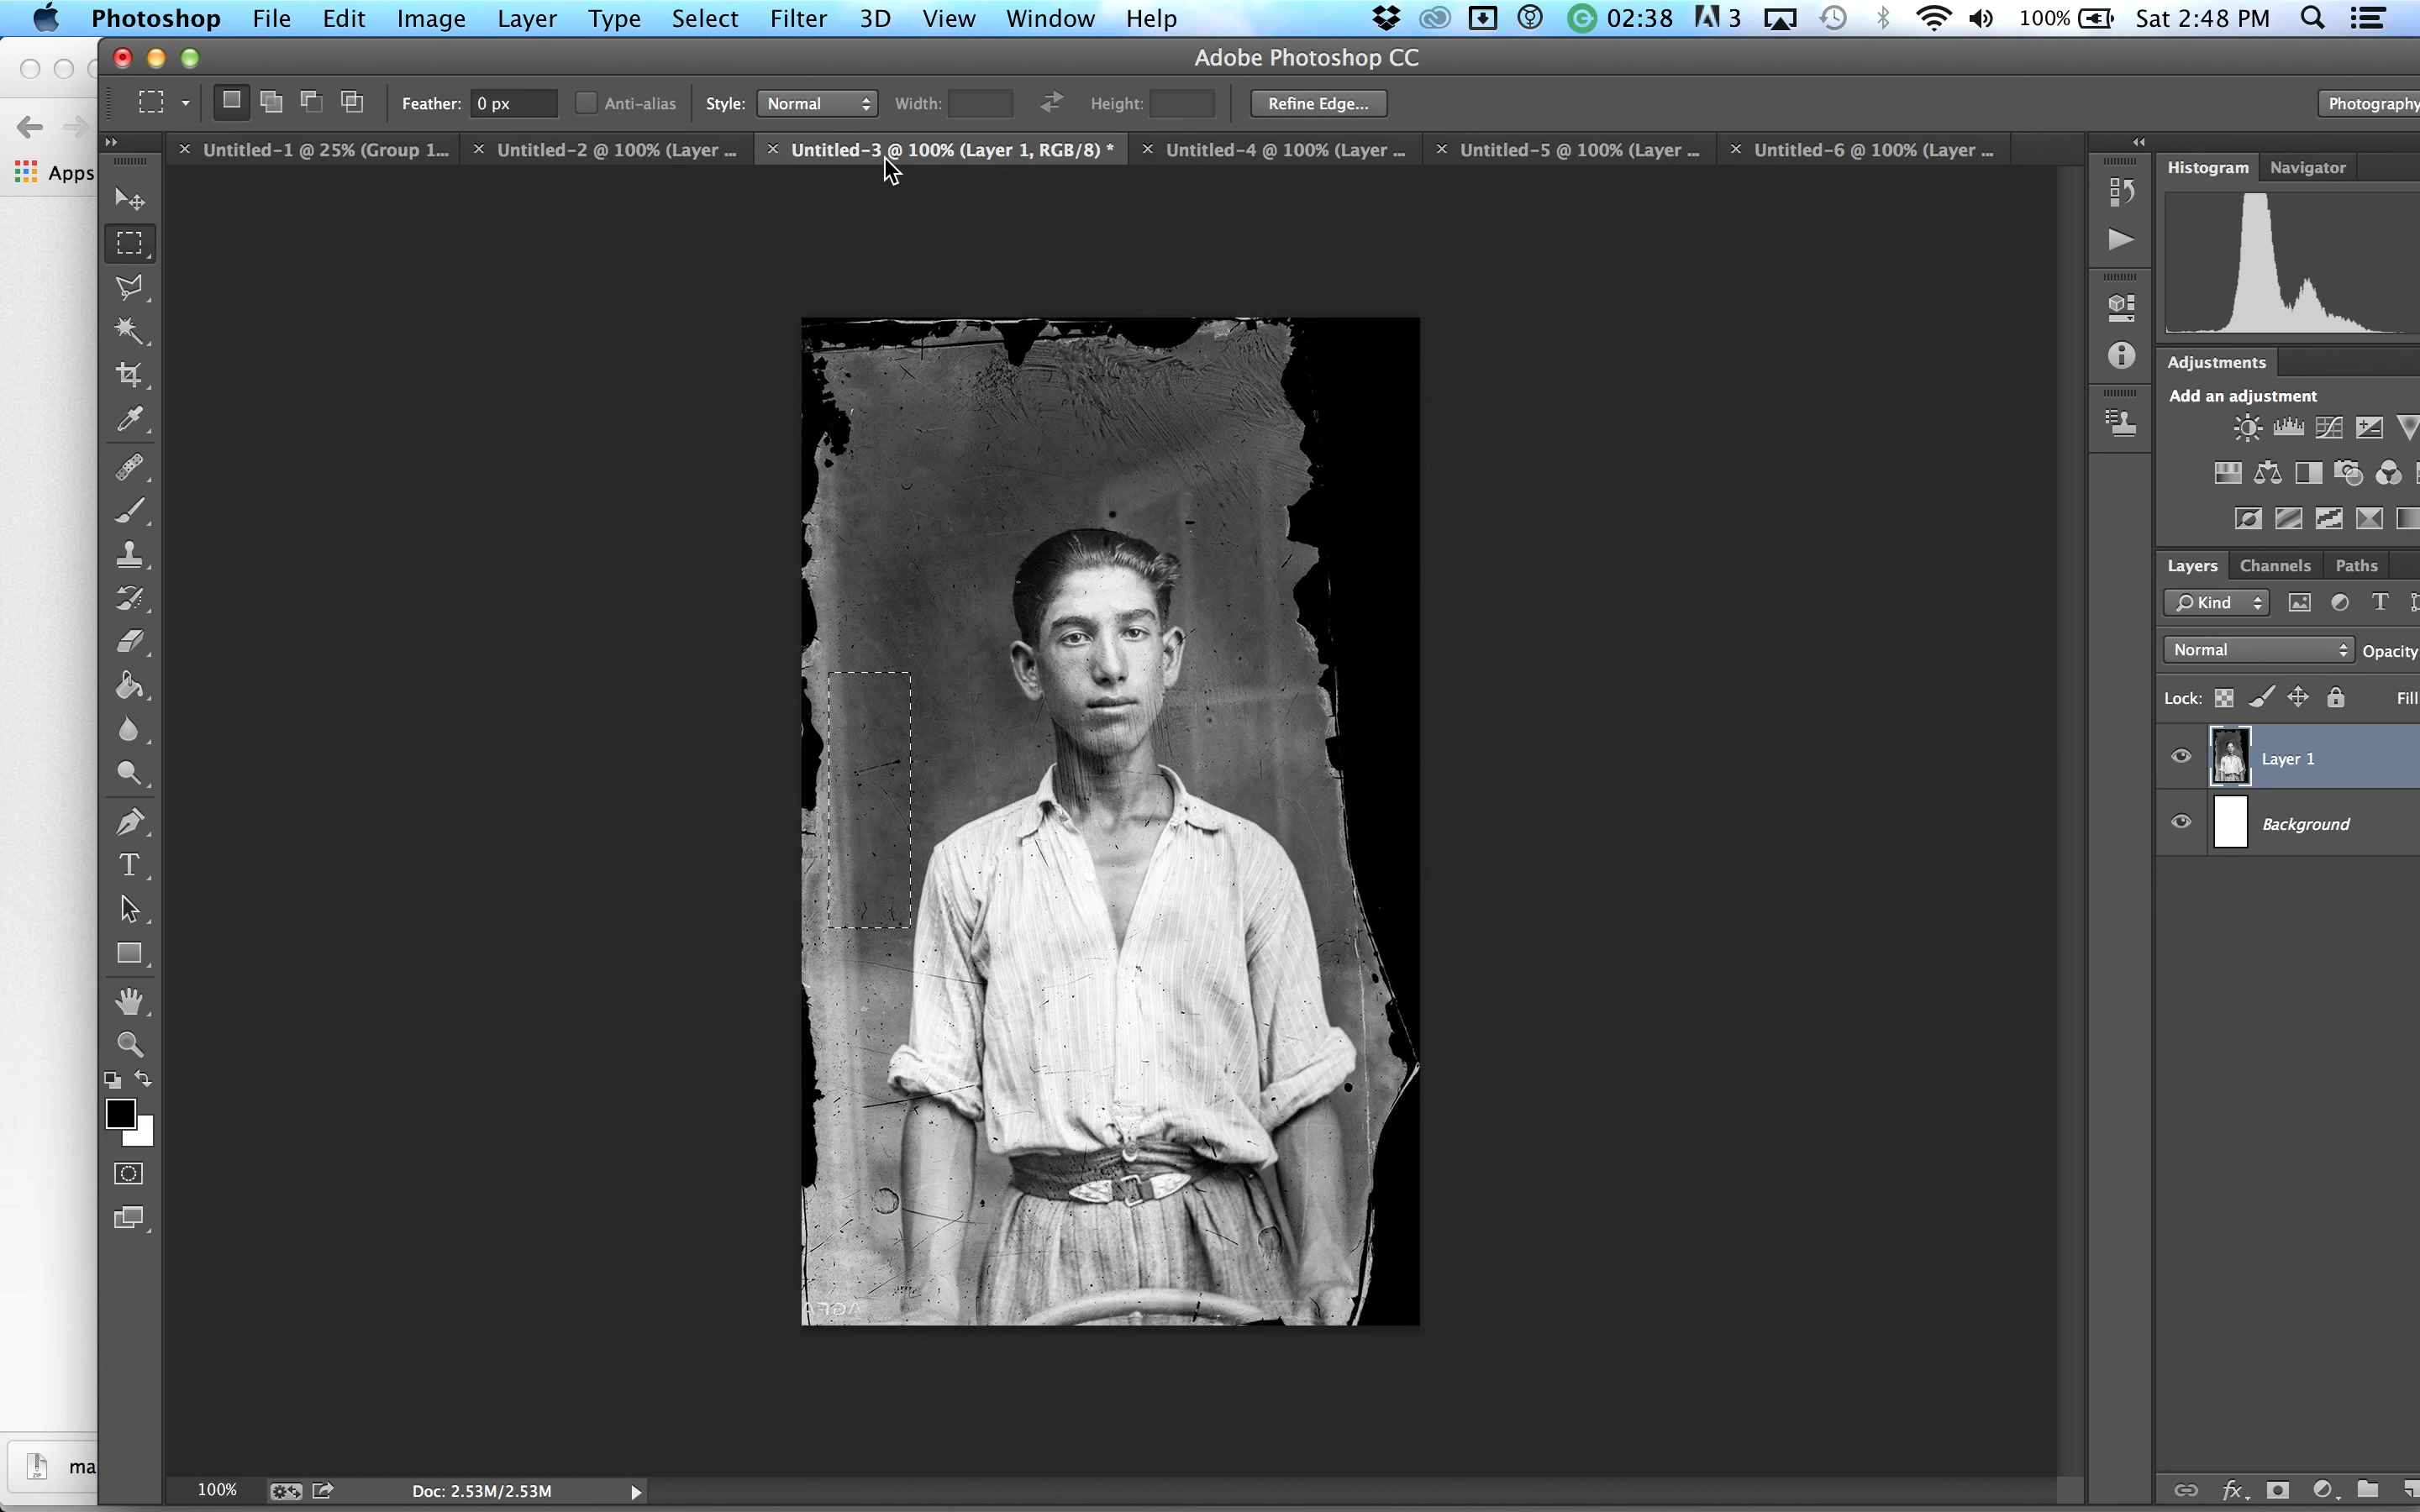 Photoshop File Edit Image Layer Type Select Filter 3D View Window Help 02:38 3 100% Sat 2:48 PM
Adobe Photoshop CC
Feather: 0 px Anti-alias Style: Normal Width: Height: Refine Edge... Photography
Untitled-1 @ 25% (Group 1... Untitled-2 @ 100% (Layer ... Untitled-3 @ 100% (Layer 1, RGB/8) * Untitled-4 @ 100% (Layer ... Untitled-5 @ 100% (Layer ... Untitled-6 @ 100% (Layer ...
Apps
Histogram Navigator
Adjustments
Add an adjustment
Layers Channels Paths
Kind
Normal Opacity
Lock: Fill
Layer 1
Background
AGFA
ma
ZIP
100% Doc: 2.53M/2.53M